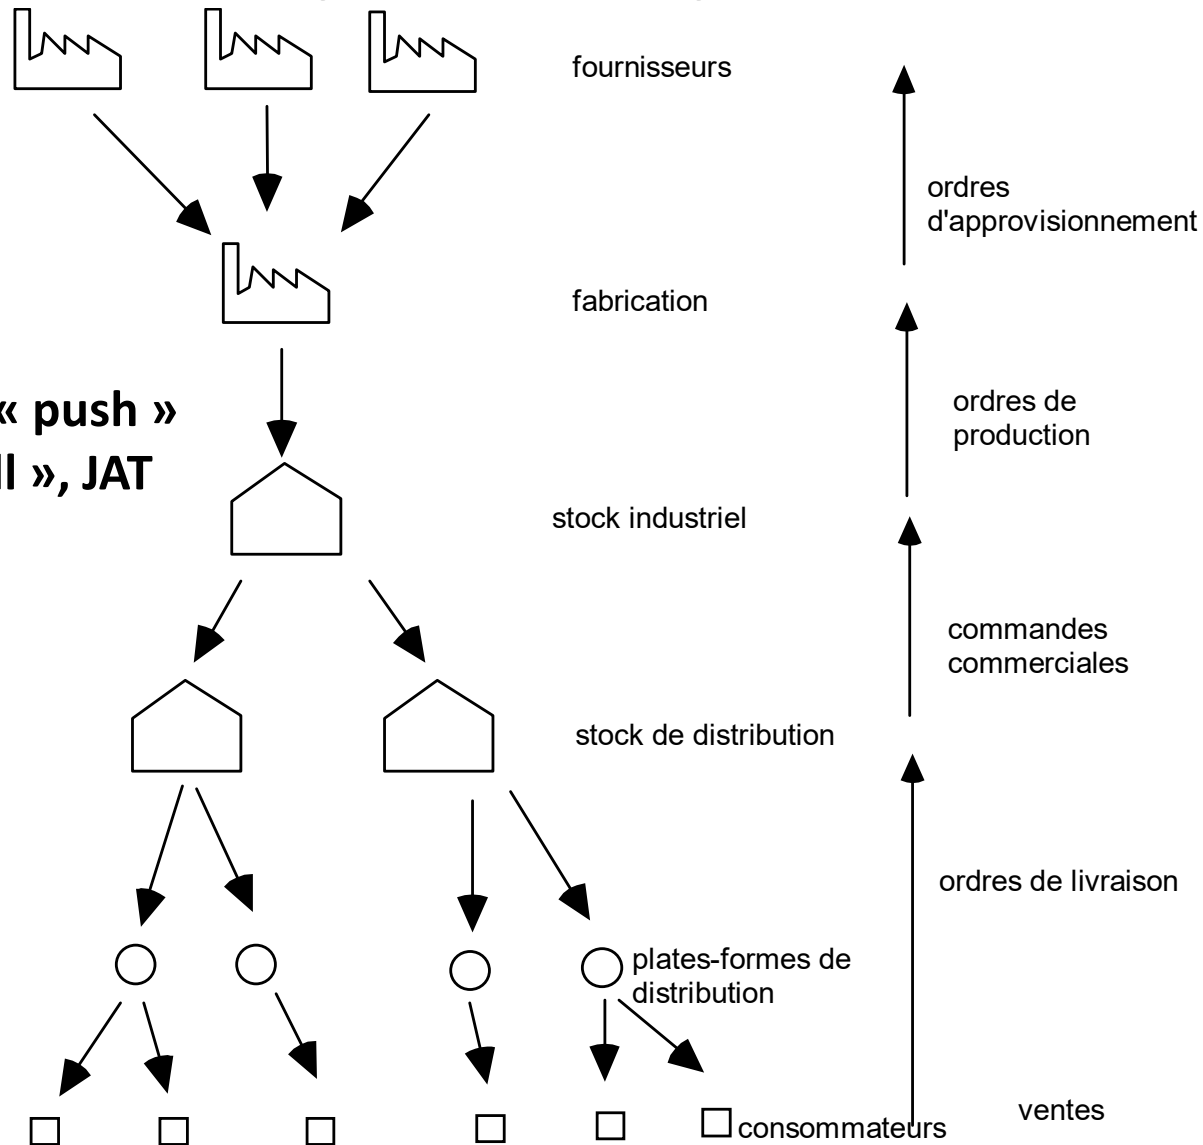 fournisseurs
ordres
d'approvisionnement
fabrication
« push »
ll », JAT
ordres de
production
stock industriel
commandes
commerciales
stock de distribution
ordres de livraison
plates-formes de
distribution
ventes
consommateurs